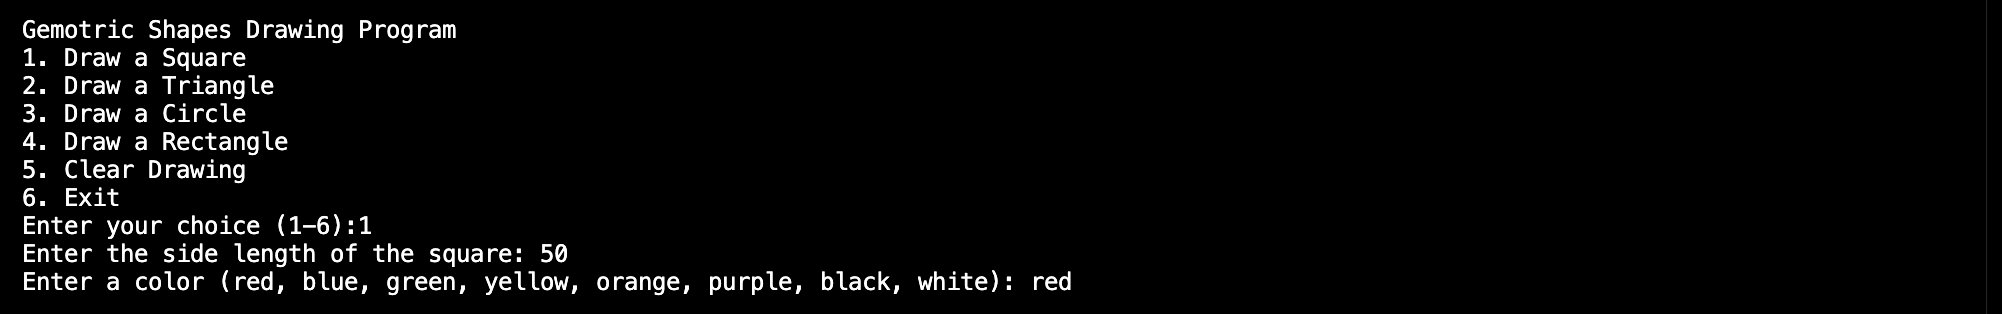 Gemotric Shapes Drawing Program
1. Draw a Square
2. Draw a Triangle
3. Draw a Circle
4. Draw a Rectangle
5. Clear Drawing
6. Exit
Enter your choice (1-6):1
Enter the side length of the square: 50
Enter a color (red, blue, green, yellow, orange, purple, black, white): red